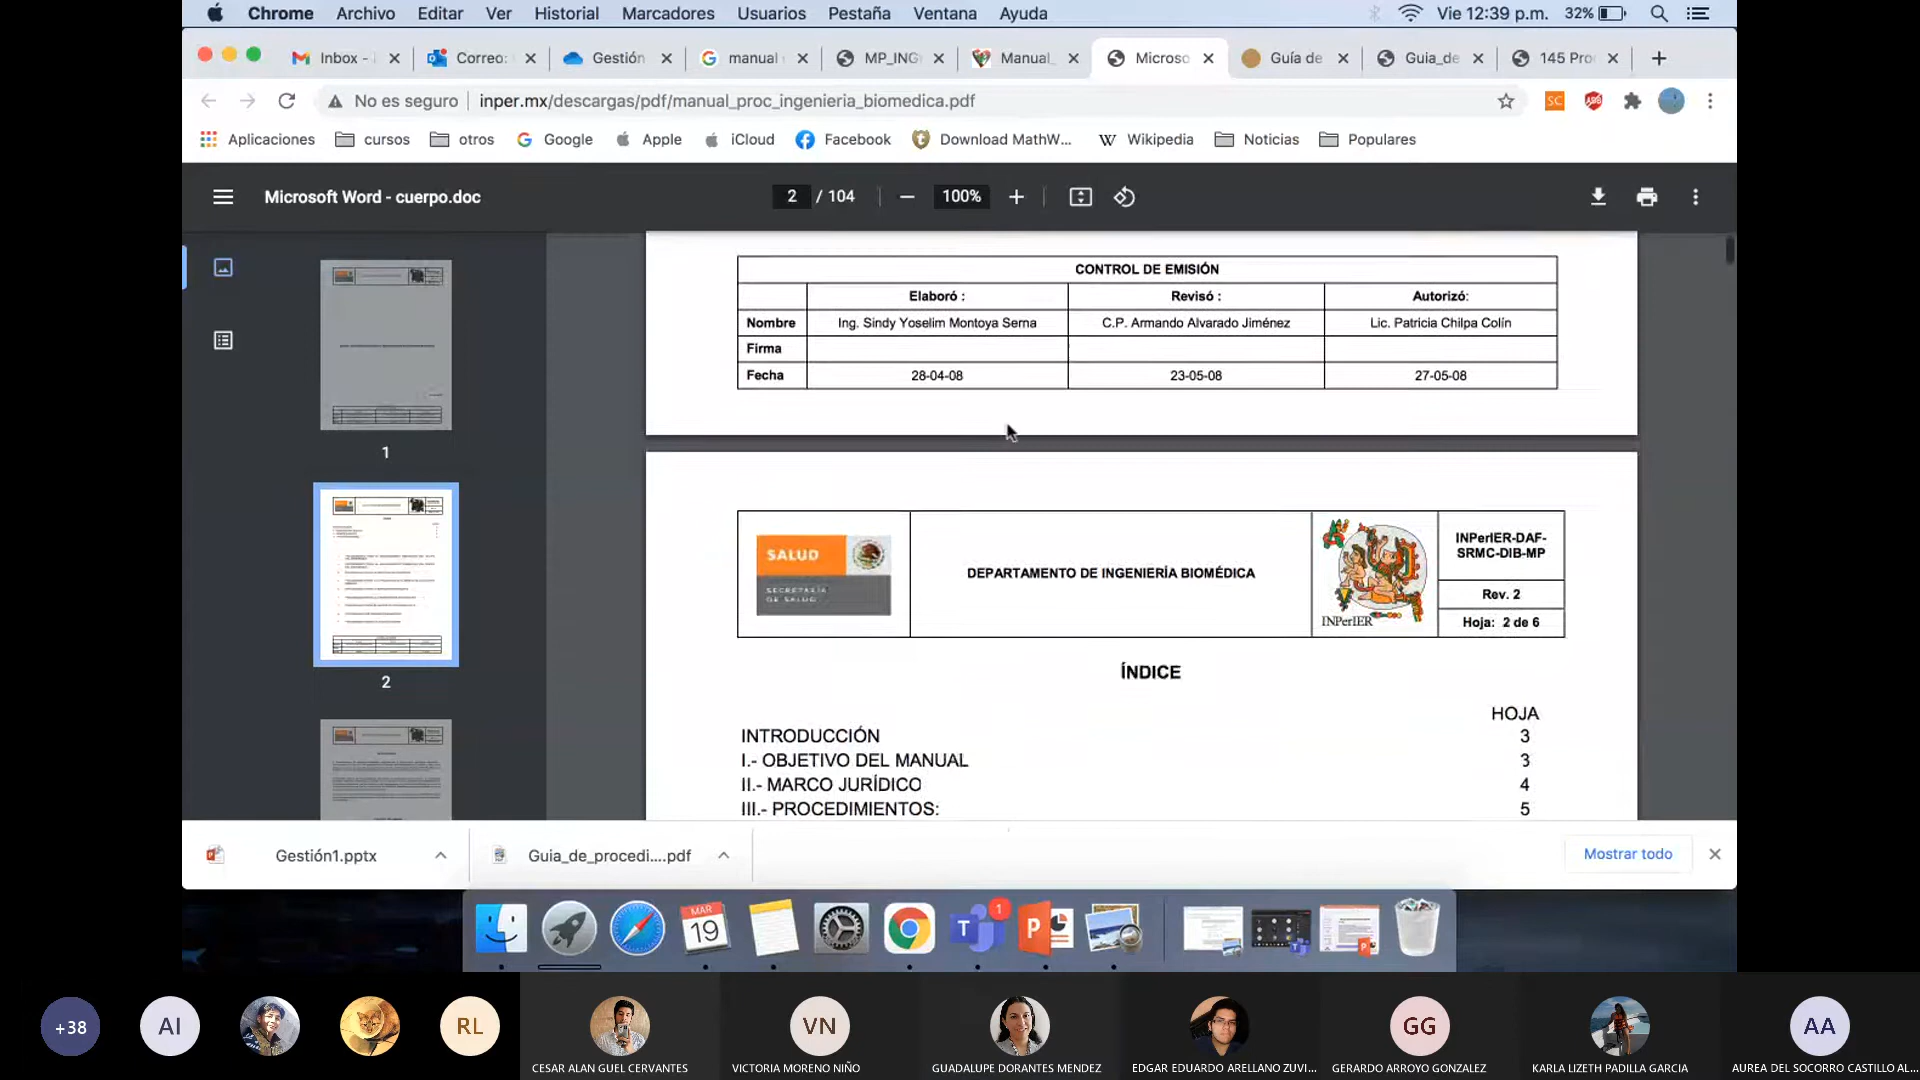 Chrome Archivo Editar Ver Historial Marcadores Usuarios Pestaña Ventana Ayuda Vie 12:39 p.m. 32%
Inbox - Correo: Gestión manual MP_ING Manual_ Microso Guía de Guia_de 145 Pro
No es seguro inper.mx/descargas/pdf/manual_proc_ingenieria_biomedica.pdf SC
Aplicaciones cursos otros Google Apple iCloud Facebook Download MathW... Wikipedia Noticias Populares
Microsoft Word - cuerpo.doc 2 / 104 100%
1
2
CONTROL DE EMISIÓN
Elaboró : Revisó : Autorizó:
Nombre Ing. Sindy Yoselim Montoya Serna C.P. Armando Alvarado Jiménez Lic. Patricia Chilpa Colín
Firma
Fecha 28-04-08 23-05-08 27-05-08
SALUD
SECRETARÍA
DE SALUD
DEPARTAMENTO DE INGENIERÍA BIOMÉDICA
INPerIER
INPerIER-DAF-
SRMC-DIB-MP
Rev. 2
Hoja: 2 de 6
ÍNDICE
HOJA
INTRODUCCIÓN 3
I.- OBJETIVO DEL MANUAL 3
II.- MARCO JURÍDICO 4
III.- PROCEDIMIENTOS: 5
Gestión1.pptx Guia_de_procedi....pdf Mostrar todo
MAR
19
1
+38 AI RL VN GG AA
CESAR ALAN GUEL CERVANTES VICTORIA MORENO NIÑO GUADALUPE DORANTES MENDEZ EDGAR EDUARDO ARELLANO ZUVI... GERARDO ARROYO GONZALEZ KARLA LIZETH PADILLA GARCIA AUREA DEL SOCORRO CASTILLO AL...